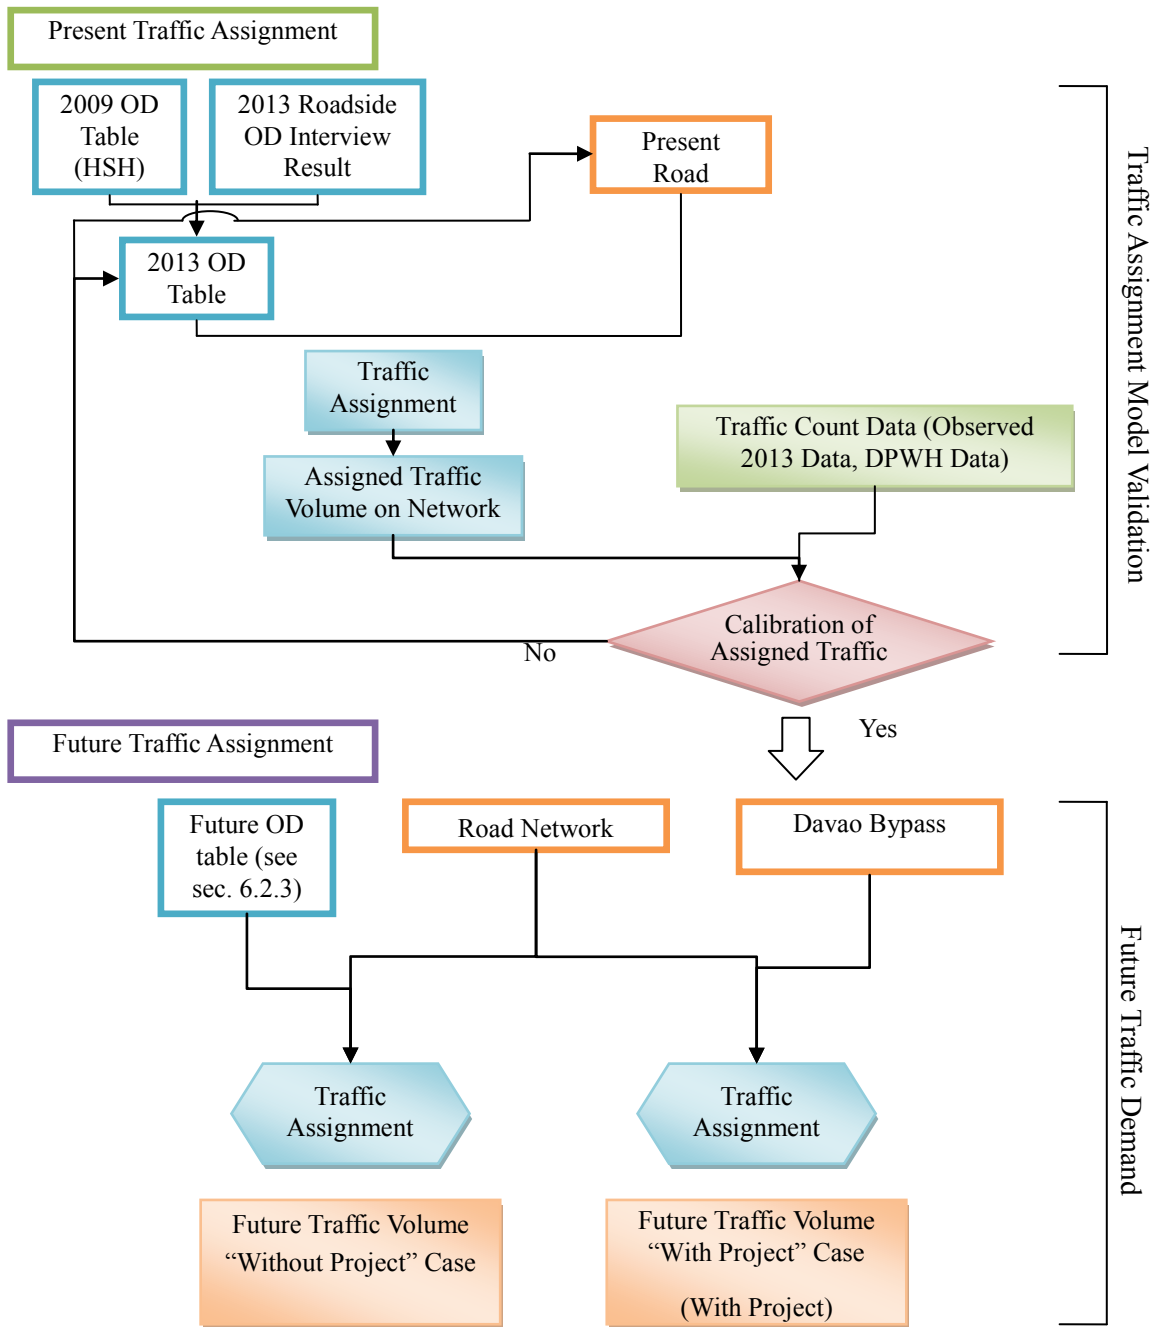 Present Traffic Assignment
2009 OD
Table
(HSH)
2013 Roadside
OD Interview
Result
Present
Road
2013 OD
Table
Traffic
Assignment
Assigned Traffic
Volume on Network
Traffic Count Data (Observed
2013 Data, DPWH Data)
Calibration of
Assigned Traffic
No
Yes
Traffic Assignment Model Validation
Future Traffic Assignment
Future OD
table (see
sec. 6.2.3)
Road Network
Davao Bypass
Traffic
Assignment
Traffic
Assignment
Future Traffic Volume
“Without Project” Case
Future Traffic Volume
“With Project” Case
(With Project)
Future Traffic Demand